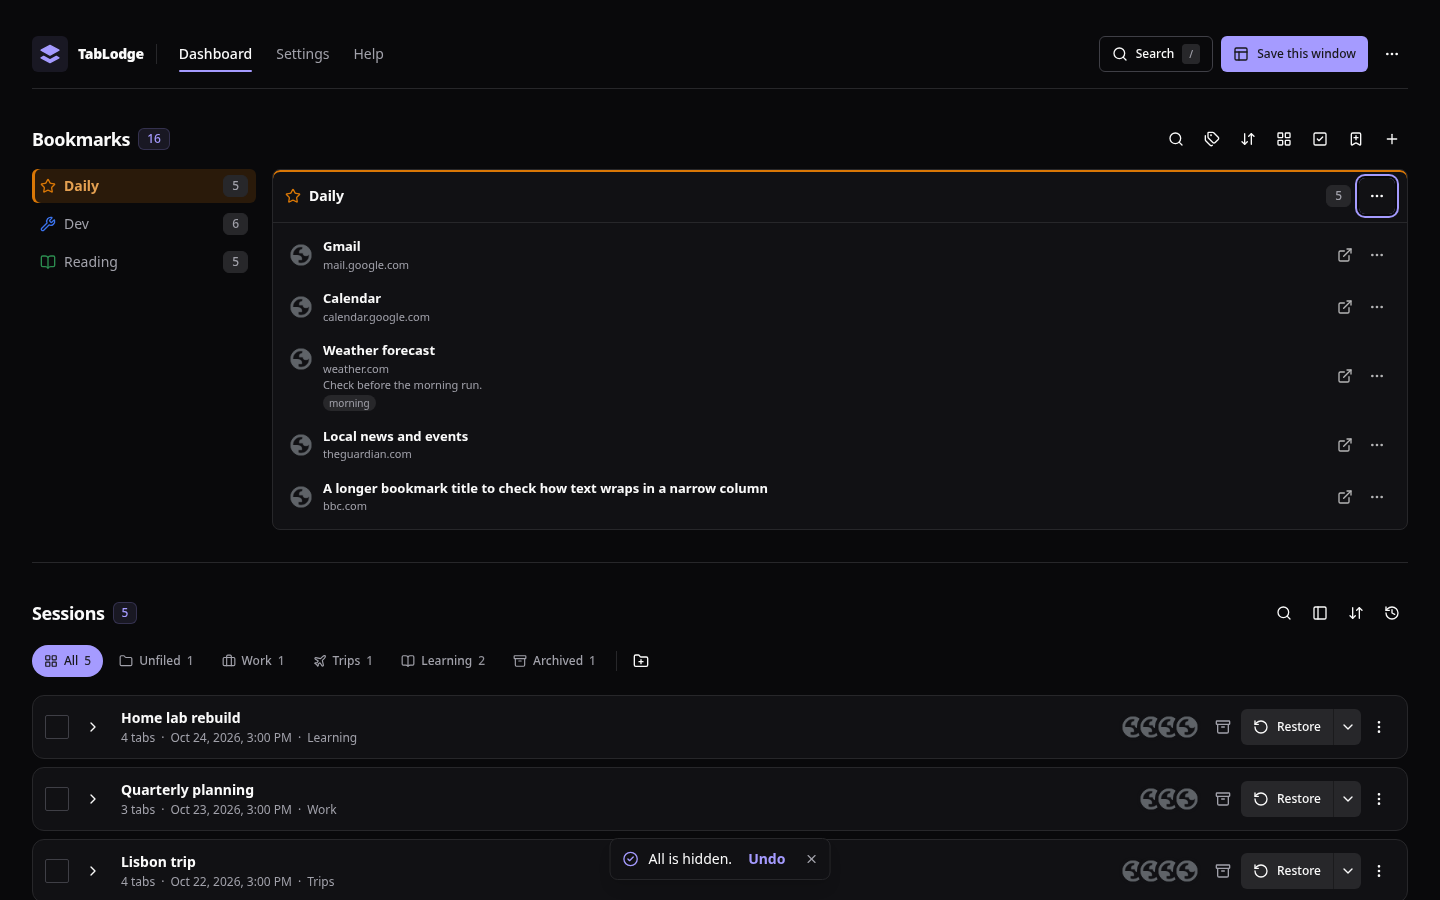 TabLodge
Dashboard
Settings
Help
Search /
Save this window
Bookmarks 16
Daily 5
Dev 6
Reading 5
Daily 5
Gmail
mail.google.com
Calendar
calendar.google.com
Weather forecast
weather.com
Check before the morning run.
morning
Local news and events
theguardian.com
A longer bookmark title to check how text wraps in a narrow column
bbc.com
Sessions 5
All 5
Unfiled 1
Work 1
Trips 1
Learning 2
Archived 1
Home lab rebuild
4 tabs · Oct 24, 2026, 3:00 PM · Learning
Restore
Quarterly planning
3 tabs · Oct 23, 2026, 3:00 PM · Work
Restore
Lisbon trip
4 tabs · Oct 22, 2026, 3:00 PM · Trips
Restore
All is hidden. Undo